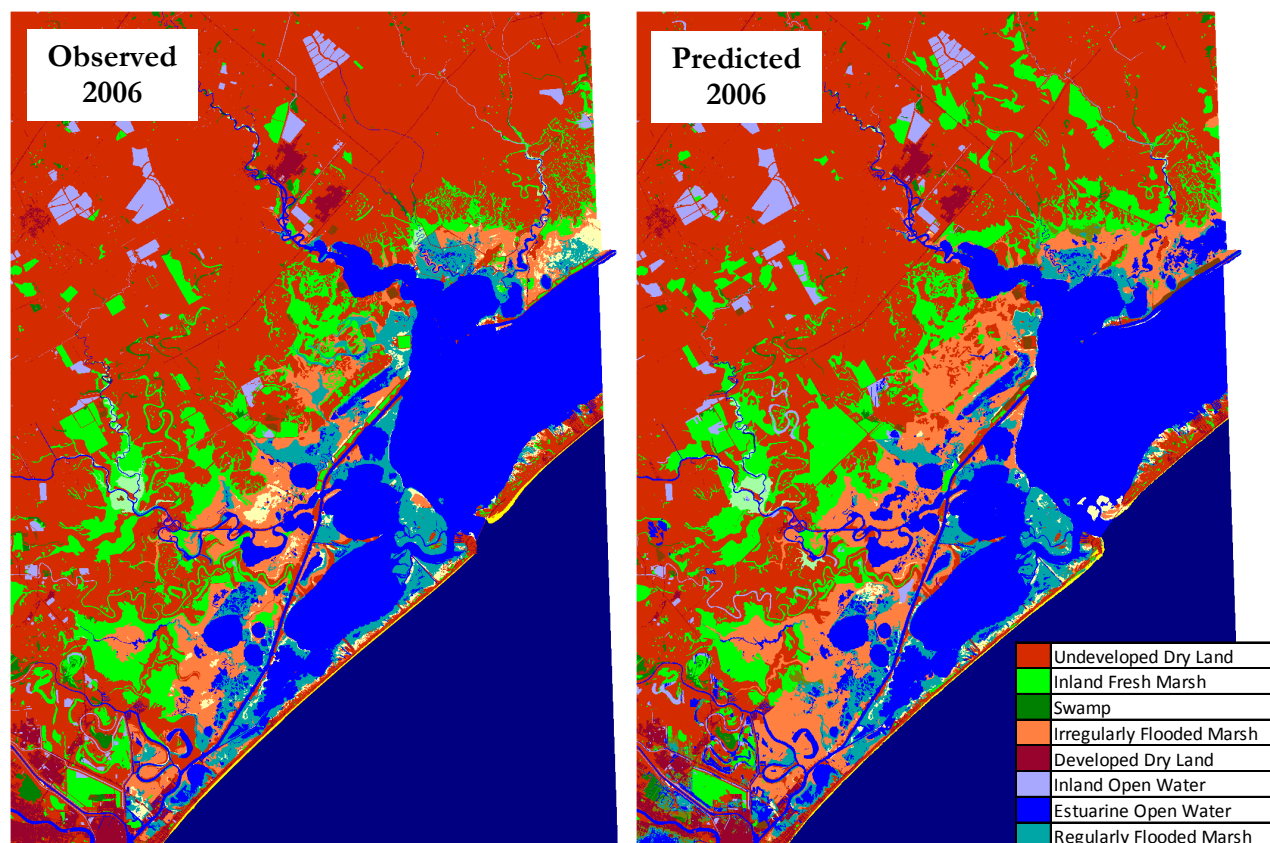 Observed
2006
Predicted
2006
Undeveloped Dry Land
Inland Fresh Marsh
Swamp
Irregularly Flooded Marsh
Developed Dry Land
Inland Open Water
Estuarine Open Water
Regularly Flooded Marsh